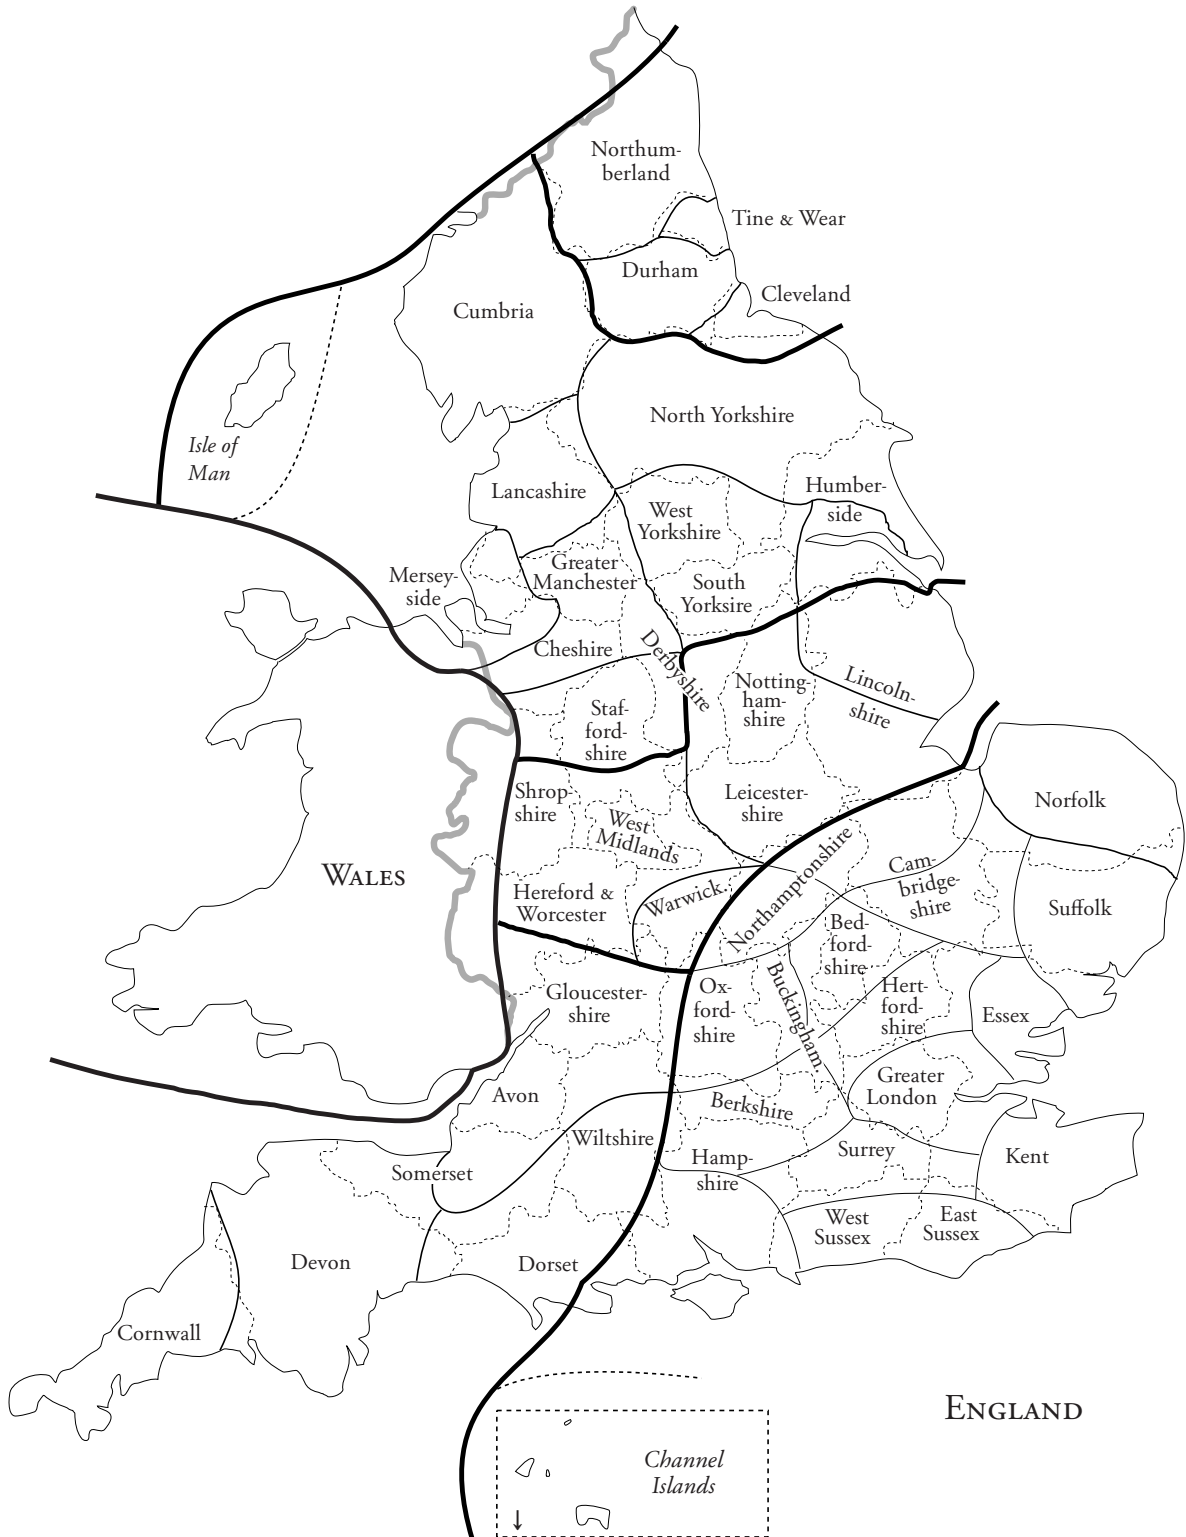 Northum-
berland
Tine & Wear
Durham
Cleveland
Cumbria
North Yorkshire
Isle of
Man
Lancashire
Humber-
side
West
Yorkshire
Greater
Manchester
Mersey-
side
South
Yorksire
Cheshire
Derbyshire
Notting-
ham-
shire
Lincoln-
shire
Staf-
ford-
shire
Shrop-
shire
West
Midlands
Leicester-
shire
Norfolk
Wales
Hereford &
Worcester
Warwick.
Northamptonshire
Cam-
bridge-
shire
Suffolk
Bed-
ford-
shire
Gloucester-
shire
Ox-
ford-
shire
Buckingham.
Hert-
ford-
shire
Essex
Avon
Berkshire
Greater
London
Wiltshire
Somerset
Hamp-
shire
Surrey
Kent
West
Sussex
East
Sussex
Devon
Dorset
Cornwall
England
Channel
Islands